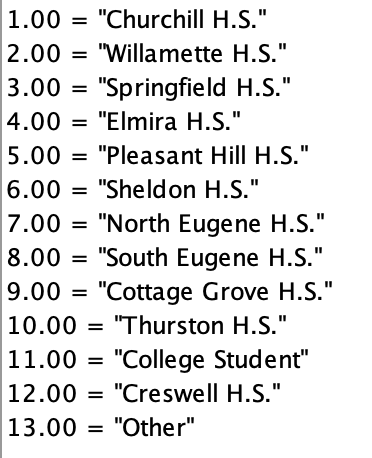 1.00 = "Churchill H.S."
2.00 = "Willamette H.S."
3.00 = "Springfield H.S."
4.00 = "Elmira H.S."
5.00 = "Pleasant Hill H.S."
6.00 = "Sheldon H.S."
7.00 = "North Eugene H.S."
8.00 = "South Eugene H.S."
9.00 = "Cottage Grove H.S."
10.00 = "Thurston H.S."
11.00 = "College Student"
12.00 = "Creswell H.S."
13.00 = "Other"